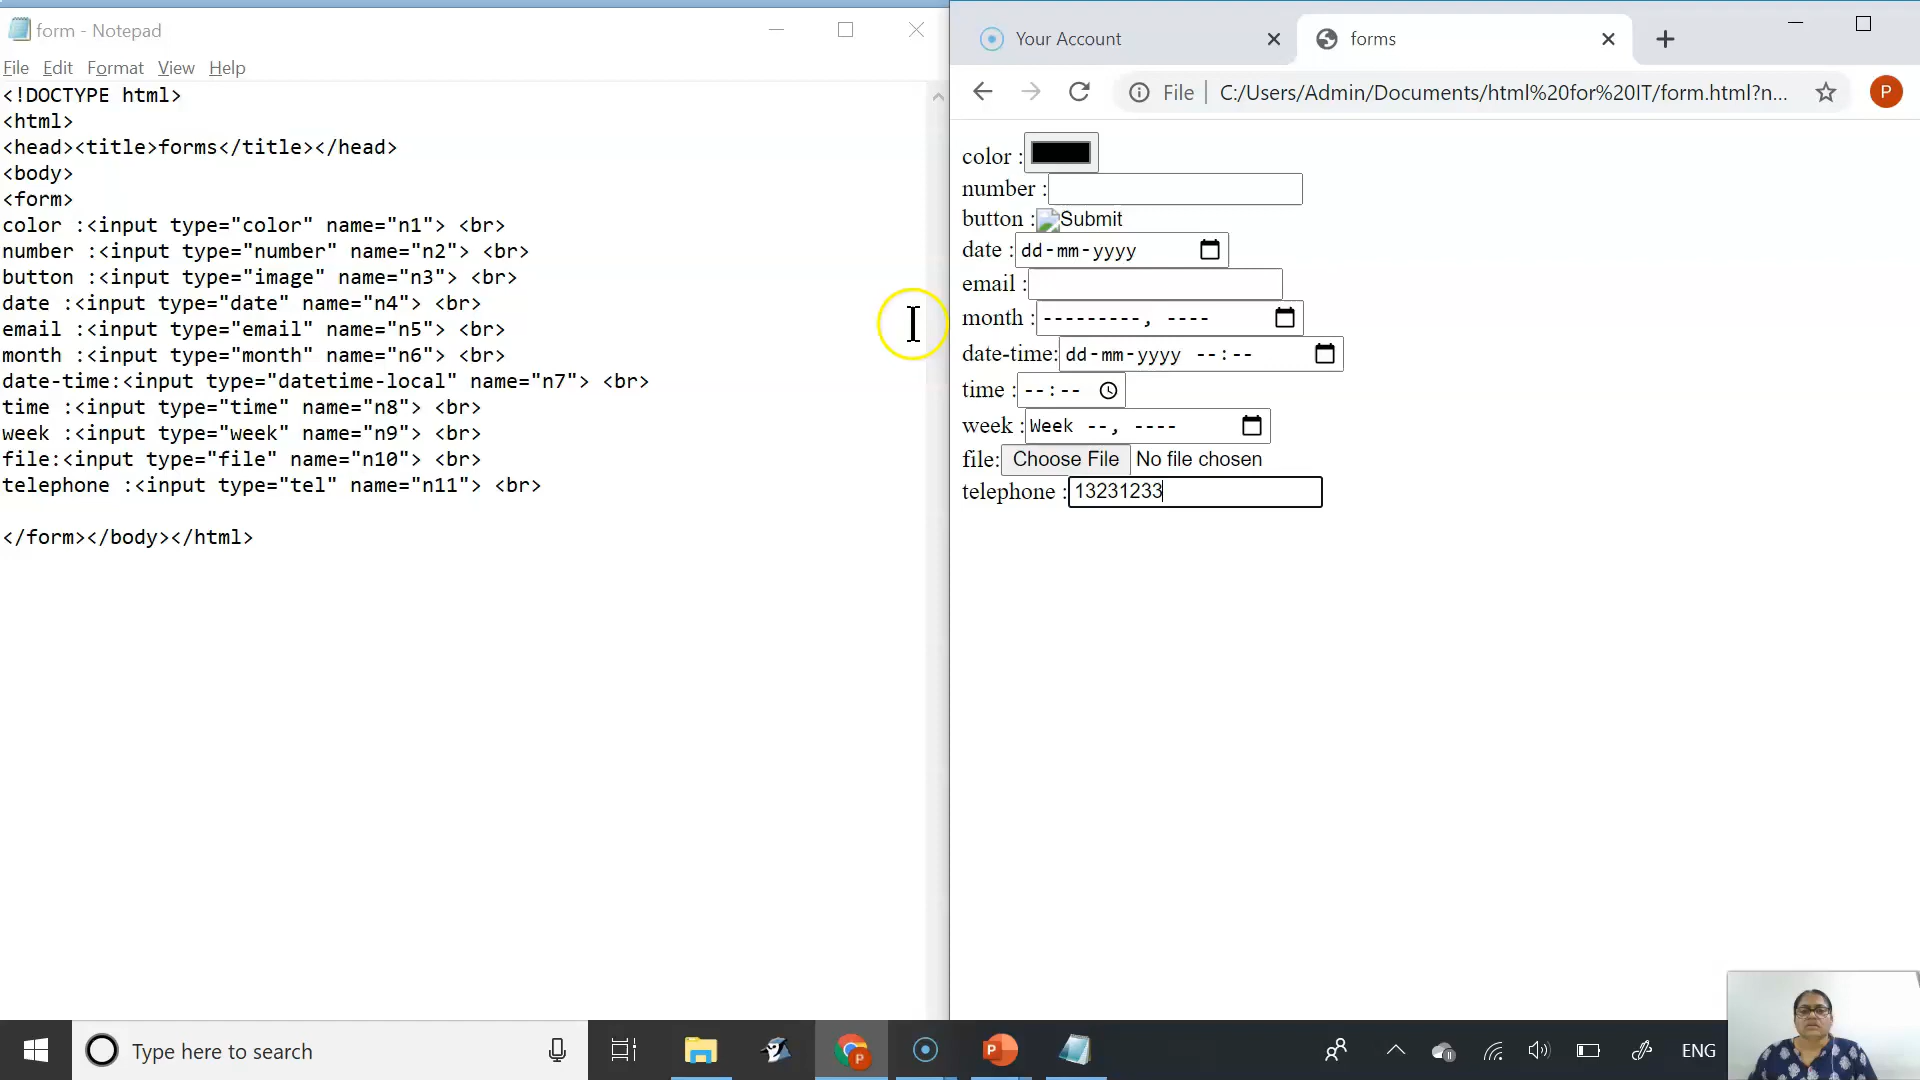 form - Notepad
File Edit Format View Help
<!DOCTYPE html>
<html>
<head><title>forms</title></head>
<body>
<form>
color :<input type="color" name="n1"> <br>
number :<input type="number" name="n2"> <br>
button :<input type="image" name="n3"> <br>
date :<input type="date" name="n4"> <br>
email :<input type="email" name="n5"> <br>
month :<input type="month" name="n6"> <br>
date-time:<input type="datetime-local" name="n7"> <br>
time :<input type="time" name="n8"> <br>
week :<input type="week" name="n9"> <br>
file:<input type="file" name="n10"> <br>
telephone :<input type="tel" name="n11"> <br>
</form></body></html>
Your Account
forms
File C:/Users/Admin/Documents/html%20for%20IT/form.html?n...
P
color :
number :
button :Submit
date :dd-mm-yyyy
email :
month :---------, ----
date-time:dd-mm-yyyy --:--
time :--:--
week :Week --, ----
file:Choose File No file chosen
telephone :13231233
Type here to search
P
P
ENG